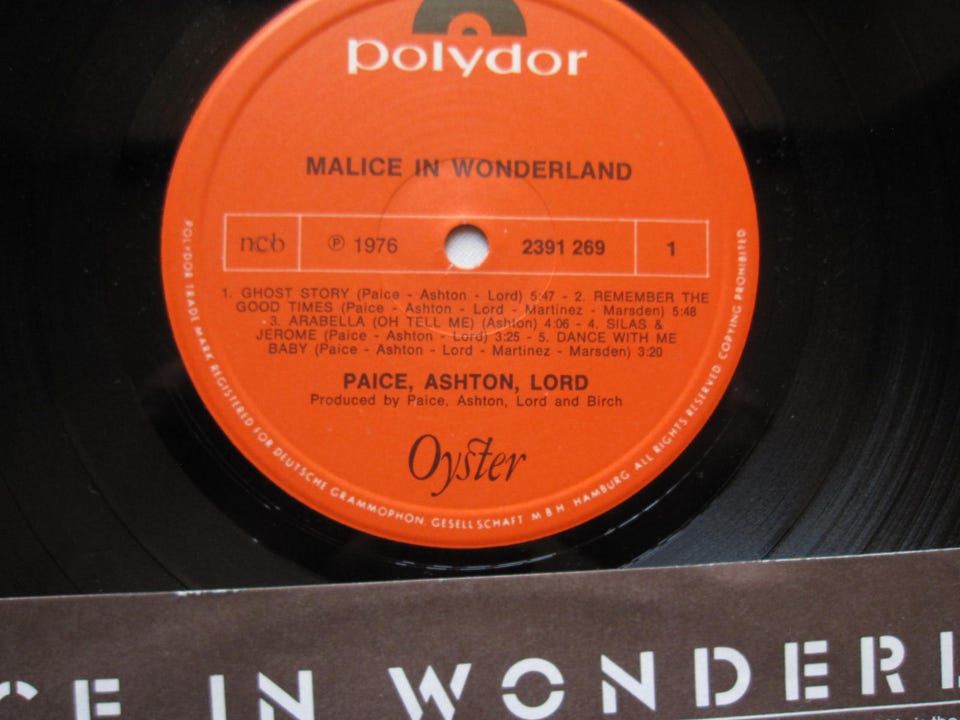 polydor
MALICE IN WONDERLAND
ncb ℗ 1976 2391 269 1
1. GHOST STORY (Paice - Ashton - Lord) 5:47 - 2. REMEMBER THE
GOOD TIMES (Paice - Ashton - Lord - Martinez - Marsden) 5:48
3. ARABELLA (OH TELL ME) (Ashton) 4:06 - 4. SILAS &
JEROME (Paice - Ashton - Lord) 3:25 - 5. DANCE WITH ME
BABY (Paice - Ashton - Lord - Martinez - Marsden) 3:20
PAICE, ASHTON, LORD
Produced by Paice, Ashton, Lord and Birch
Oyster
POLYDOR TRADE MARK REGISTERED FOR DEUTSCHE GRAMMOPHON GESELLSCHAFT MBH HAMBURG ALL RIGHTS RESERVED COPYING PROHIBITED
CE IN WONDERL
in the